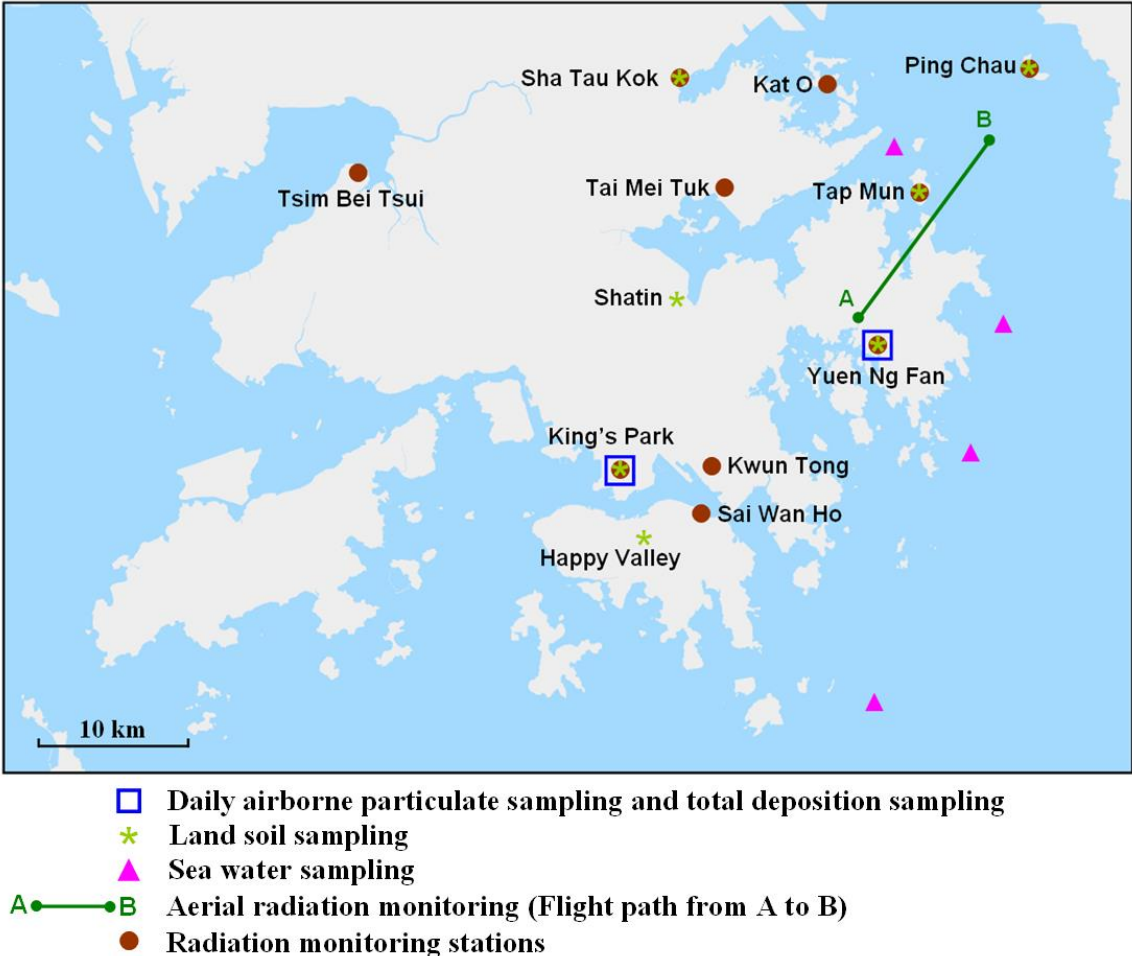 Ping Chau
Sha Tau Kok
Kat O
B
Tai Mei Tuk
Tap Mun
Tsim Bei Tsui
Shatin
A
Yuen Ng Fan
King's Park
Kwun Tong
Sai Wan Ho
Happy Valley
10 km
Daily airborne particulate sampling and total deposition sampling
Land soil sampling
Sea water sampling
A B Aerial radiation monitoring (Flight path from A to B)
Radiation monitoring stations